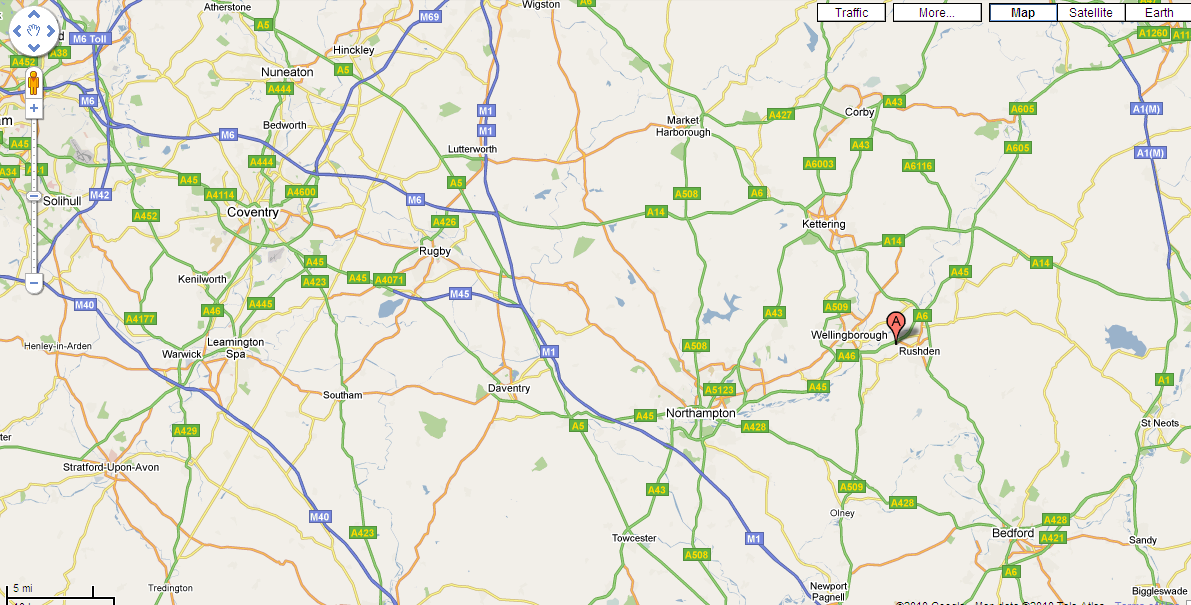 Atherstone
M69
Wigston
A6
Traffic
More...
Map
Satellite
Earth
A5
M6 Toll
A38
A1260
Hinckley
A452
Nuneaton
A5
A444
M6
M1
A427
Corby
A43
A605
A1(M)
Market
Harborough
Bedworth
M1
M6
A45
Lutterworth
A43
A605
A1(M)
A444
A6003
A6116
A34
A45
A4114
A4600
A5
M42
M6
A508
A6
Solihull
A452
Coventry
A426
A14
Kettering
Rugby
A14
A45
A423
A45
A4071
A45
A14
Kenilworth
M45
M40
A46
A445
A509
A43
A6
A4177
A
Wellingborough
Henley-in-Arden
Leamington
Spa
Warwick
M1
A508
A46
Rushden
Daventry
A5123
A45
A1
Southam
Northampton
A45
A5
A428
St Neots
A429
Stratford-Upon-Avon
A43
A509
A428
Olney
M40
A423
Towcester
M1
Bedford
A428
A421
Sandy
A508
A6
Tredington
Newport
Pagnell
Biggleswade
5 mi